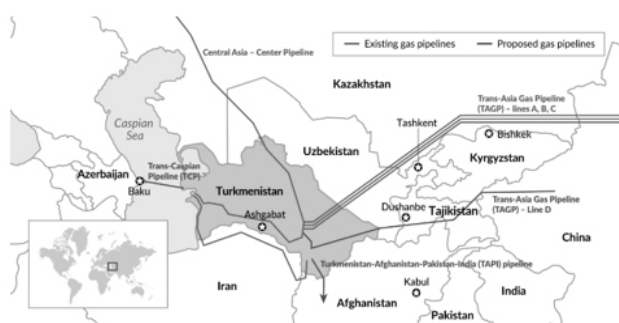 Existing gas pipelines
Proposed gas pipelines
Central Asia – Center Pipeline
Kazakhstan
Trans-Asia Gas Pipeline
(TAGP) – lines A, B, C
Caspian
Sea
Tashkent
Bishkek
Uzbekistan
Kyrgyzstan
Azerbaijan
Trans-Caspian
Pipeline (TCP)
Baku
Turkmenistan
Ashgabat
Dushanbe
Tajikistan
Trans-Asia Gas Pipeline
(TAGP) – Line D
China
Turkmenistan-Afghanistan-Pakistan-India (TAPI) pipeline
Iran
Kabul
India
Afghanistan
Pakistan